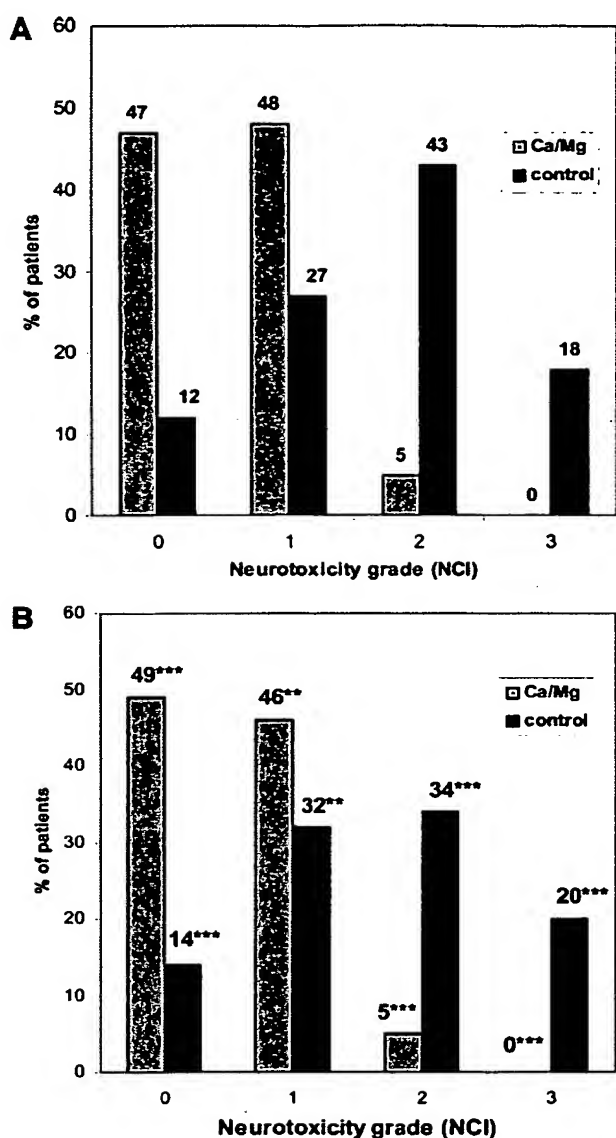 A
60
50
40
30
20
10
0
% of patients
47
12
48
27
5
43
0
18
Ca/Mg
control
0 1 2 3
Neurotoxicity grade (NCI)
B
60
50
40
30
20
10
0
% of patients
49***
14***
46**
32**
5***
34***
0***
20***
Ca/Mg
control
0 1 2 3
Neurotoxicity grade (NCI)